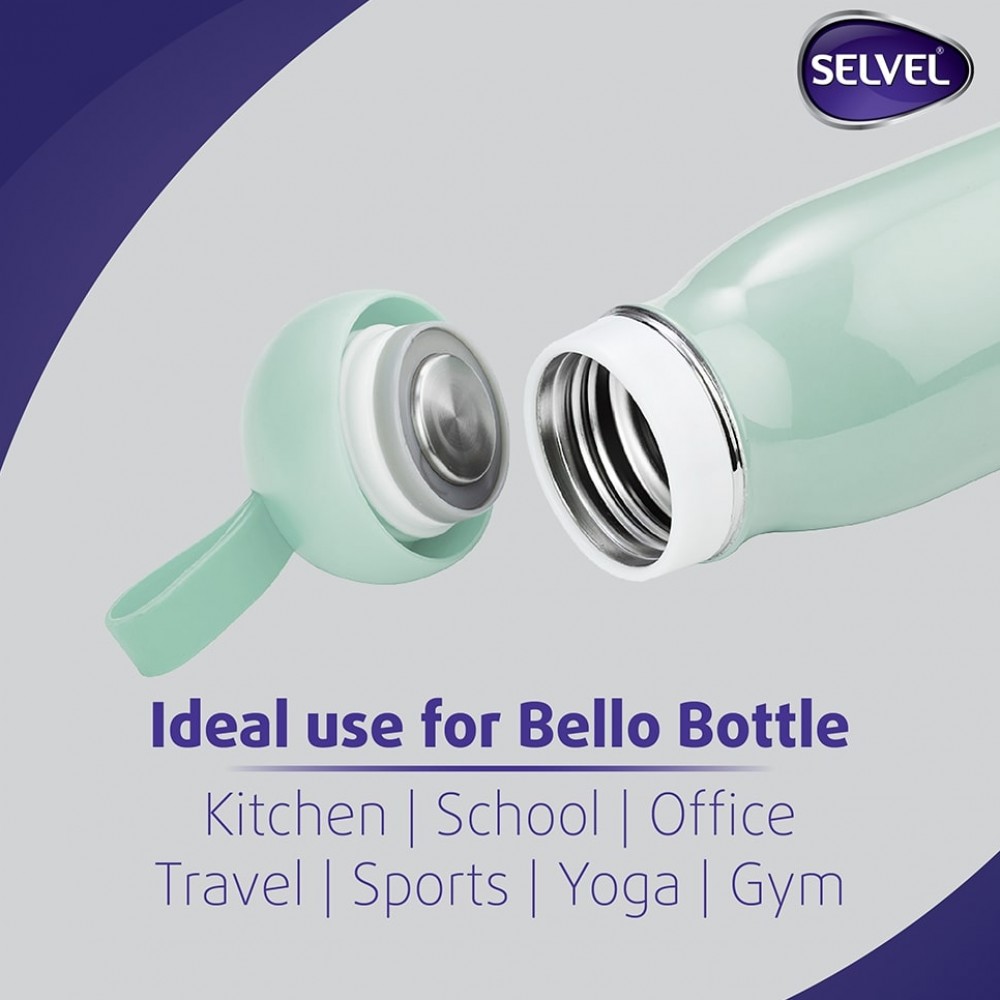 SELVEL®
Ideal use for Bello Bottle
Kitchen | School | Office
Travel | Sports | Yoga | Gym